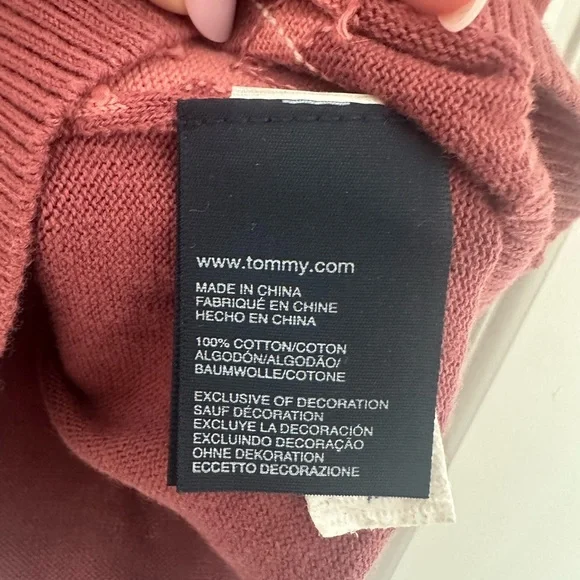 www.tommy.com
MADE IN CHINA
FABRIQUÉ EN CHINE
HECHO EN CHINA
100% COTTON/COTON
ALGODÓN/ALGODÃO/
BAUMWOLLE/COTONE
EXCLUSIVE OF DECORATION
SAUF DÉCORATION
EXCLUYE LA DECORACIÓN
EXCLUINDO DECORAÇÃO
OHNE DEKORATION
ECCETTO DECORAZIONE